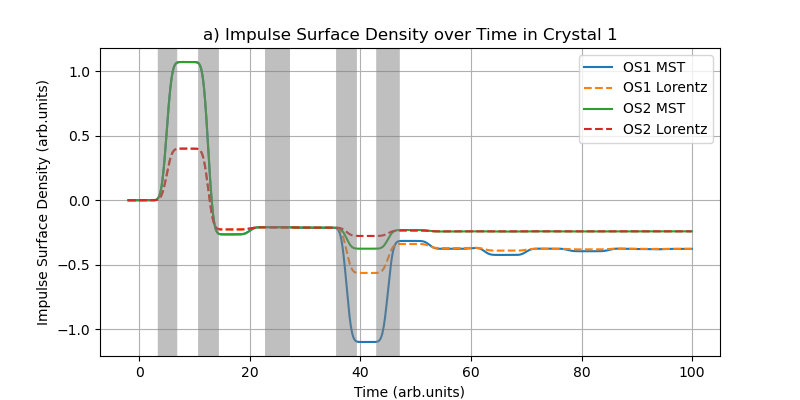 a) Impulse Surface Density over Time in Crystal 1
Impulse Surface Density (arb.units)
1.0
0.5
0.0
−0.5
−1.0
OS1 MST
OS1 Lorentz
OS2 MST
OS2 Lorentz
0
20
40
60
80
100
Time (arb.units)